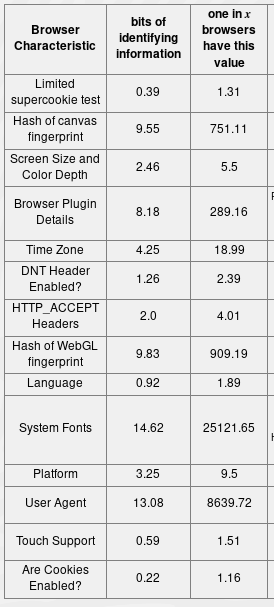 Browser
Characteristic
bits of
identifying
information
one in x
browsers
have this
value
Limited
supercookie test
0.39
1.31
Hash of canvas
fingerprint
9.55
751.11
Screen Size and
Color Depth
2.46
5.5
Browser Plugin
Details
8.18
289.16
Time Zone
4.25
18.99
DNT Header
Enabled?
1.26
2.39
HTTP_ACCEPT
Headers
2.0
4.01
Hash of WebGL
fingerprint
9.83
909.19
Language
0.92
1.89
System Fonts
14.62
25121.65
Platform
3.25
9.5
User Agent
13.08
8639.72
Touch Support
0.59
1.51
Are Cookies
Enabled?
0.22
1.16